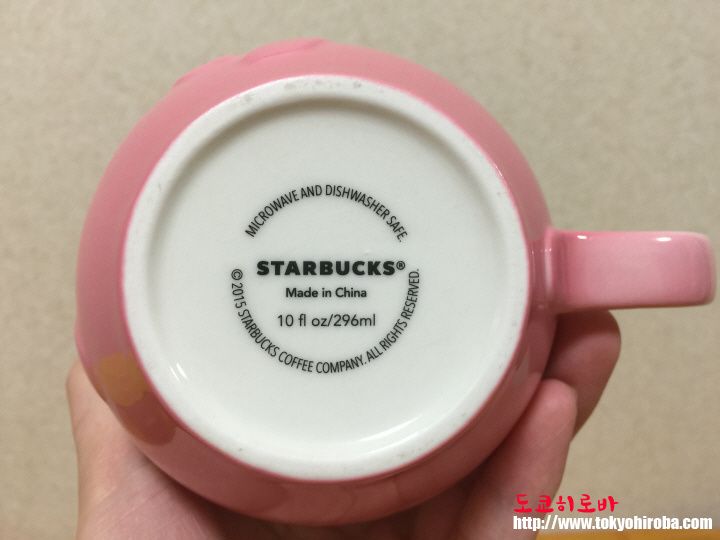 MICROWAVE AND DISHWASHER SAFE.
STARBUCKS®
Made in China
10 fl oz/296ml
© 2015 STARBUCKS COFFEE COMPANY. ALL RIGHTS RESERVED.
도쿄히로바
http://www.tokyohiroba.com